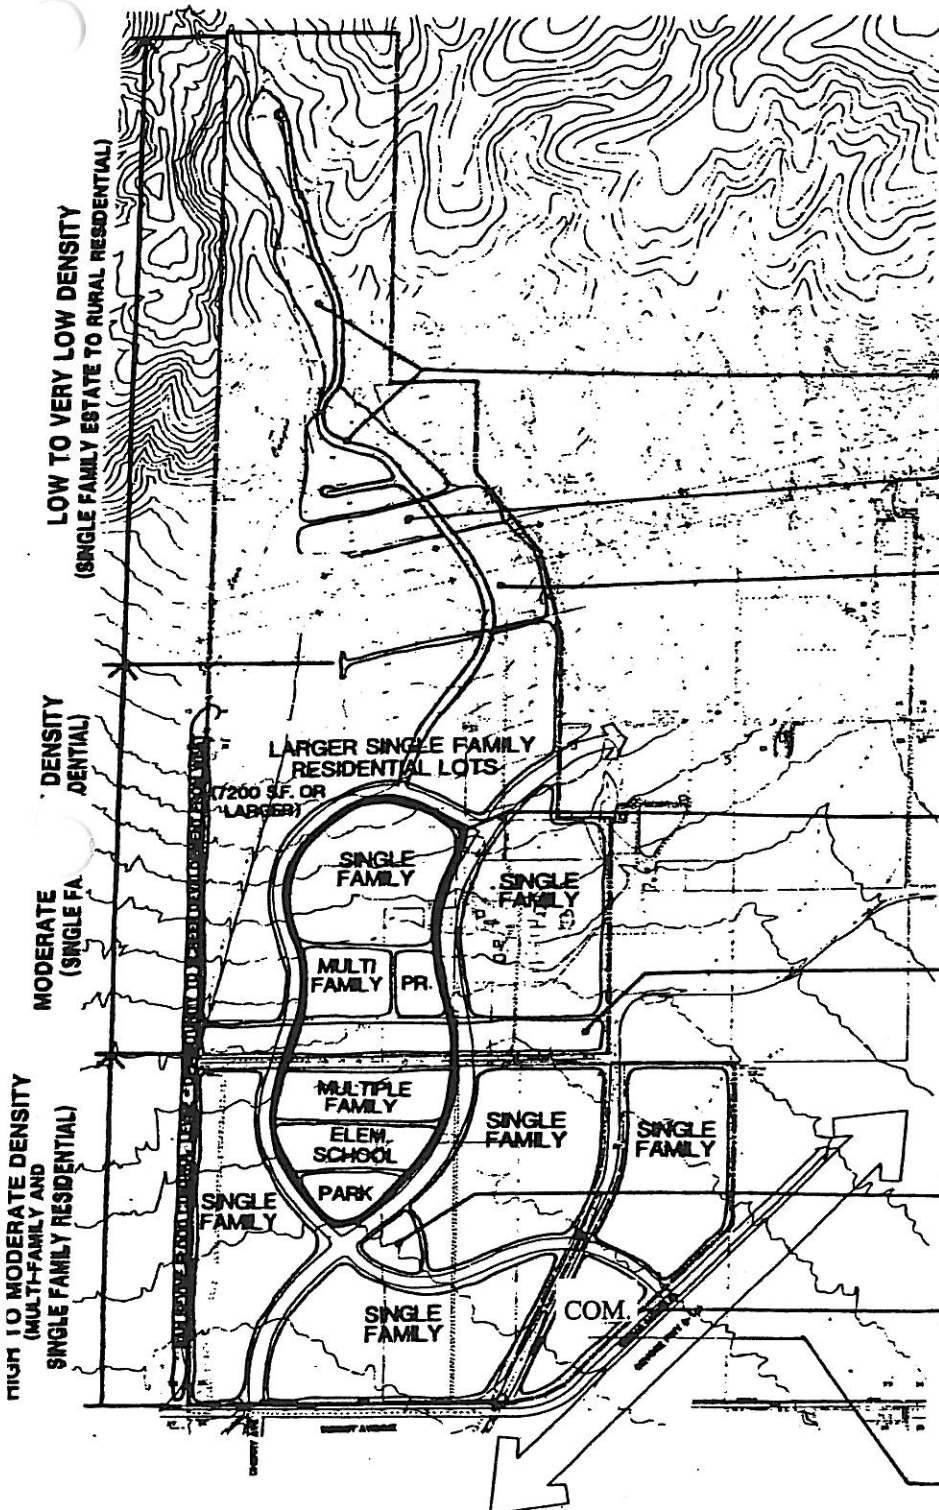 LOW TO VERY LOW DENSITY
(SINGLE FAMILY ESTATE TO RURAL RESIDENTIAL)
DENSITY
MODERATE
(SINGLE FA
DENTIAL)
HIGH TO MODERATE DENSITY
(MULTI-FAMILY AND
SINGLE FAMILY RESIDENTIAL)
LARGER SINGLE FAMILY
RESIDENTIAL LOTS
(7200 S.F. OR
LARGER)
SINGLE
FAMILY
SINGLE
FAMILY
MULTI
FAMILY
PR.
MULTIPLE
FAMILY
ELEM.
SCHOOL
PARK
SINGLE
FAMILY
SINGLE
FAMILY
SINGLE
FAMILY
SINGLE
FAMILY
COM.